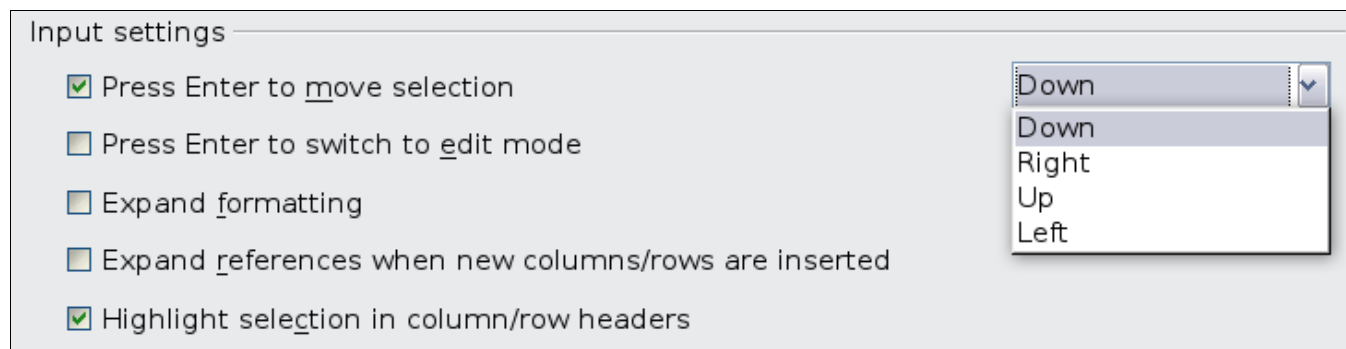 Input settings
Press Enter to move selection
Down
Down
Right
Up
Left
Press Enter to switch to edit mode
Expand formatting
Expand references when new columns/rows are inserted
Highlight selection in column/row headers